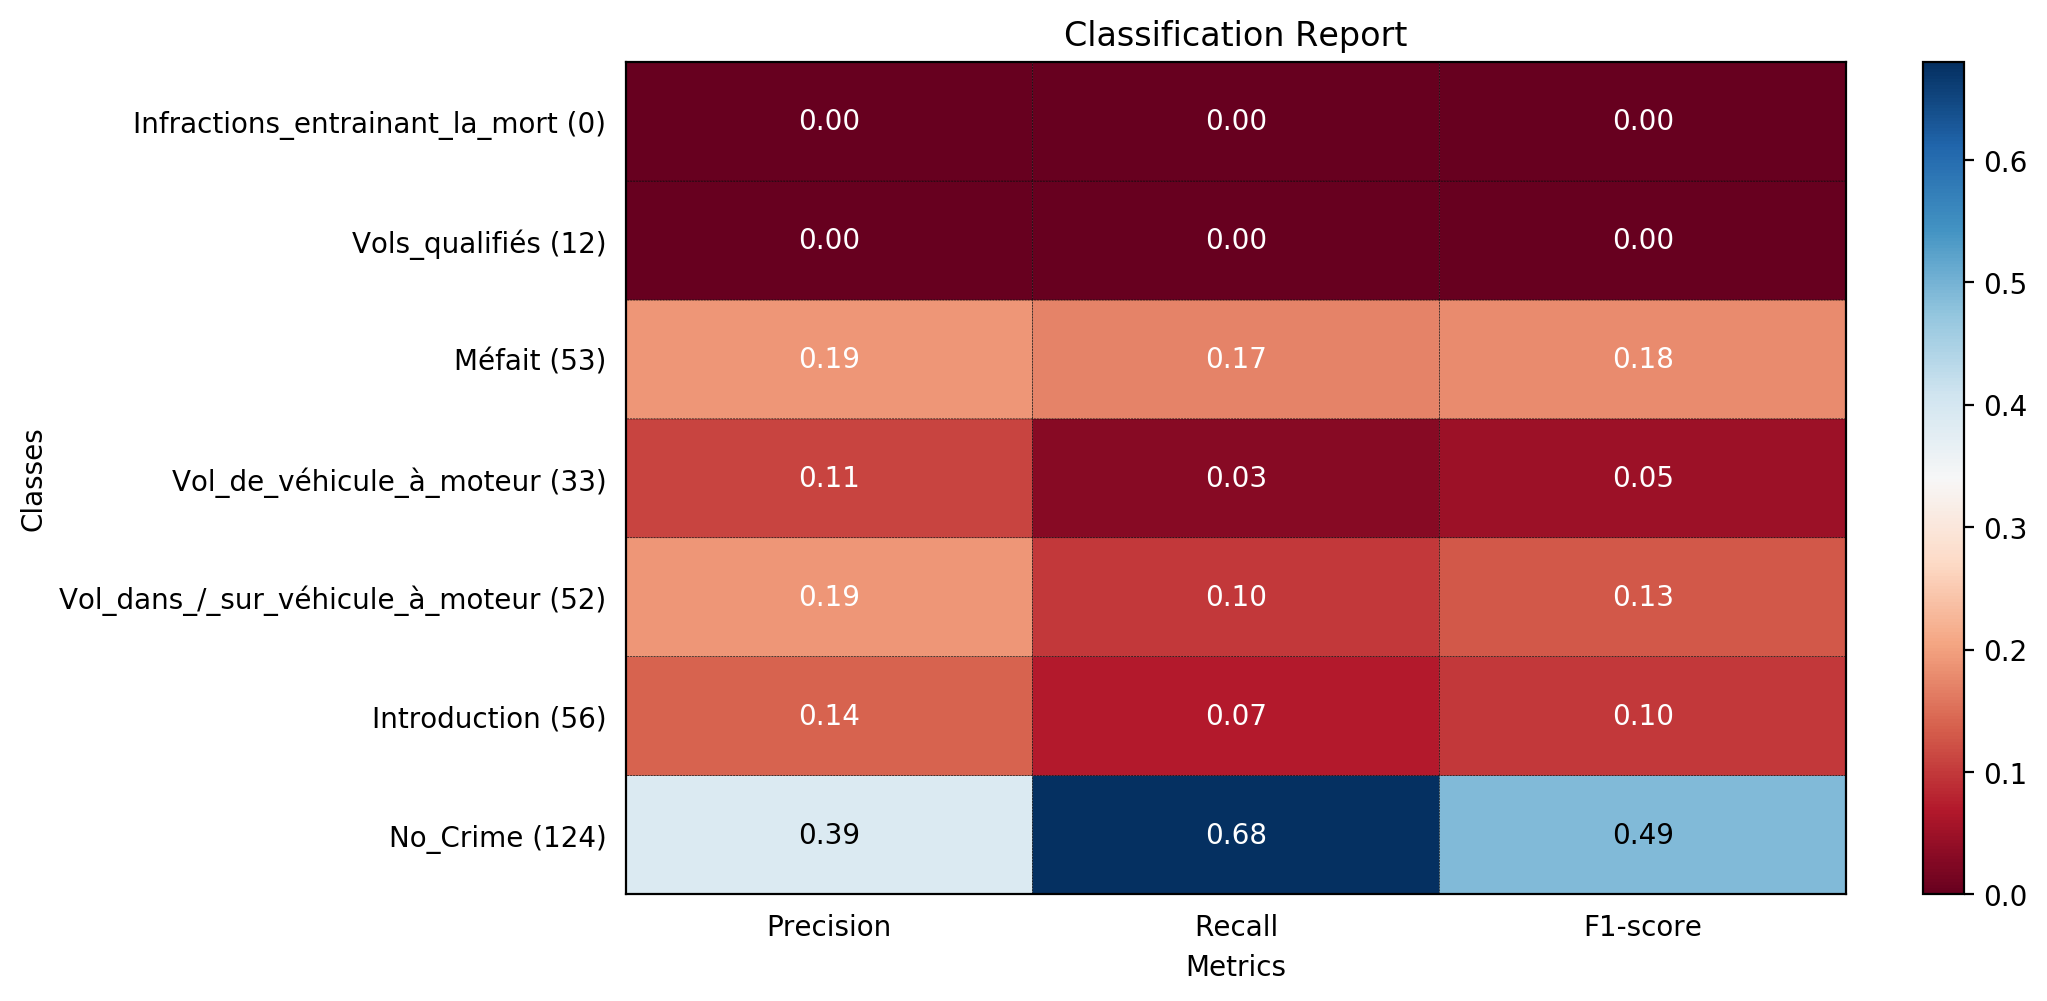 Classification Report
Infractions_entrainant_la_mort (0) 0.00 0.00 0.00
Vols_qualifiés (12) 0.00 0.00 0.00
Méfait (53) 0.19 0.17 0.18
Vol_de_véhicule_à_moteur (33) 0.11 0.03 0.05
Vol_dans_/_sur_véhicule_à_moteur (52) 0.19 0.10 0.13
Introduction (56) 0.14 0.07 0.10
No_Crime (124) 0.39 0.68 0.49
Precision Recall F1-score
Metrics
Classes
0.6
0.5
0.4
0.3
0.2
0.1
0.0